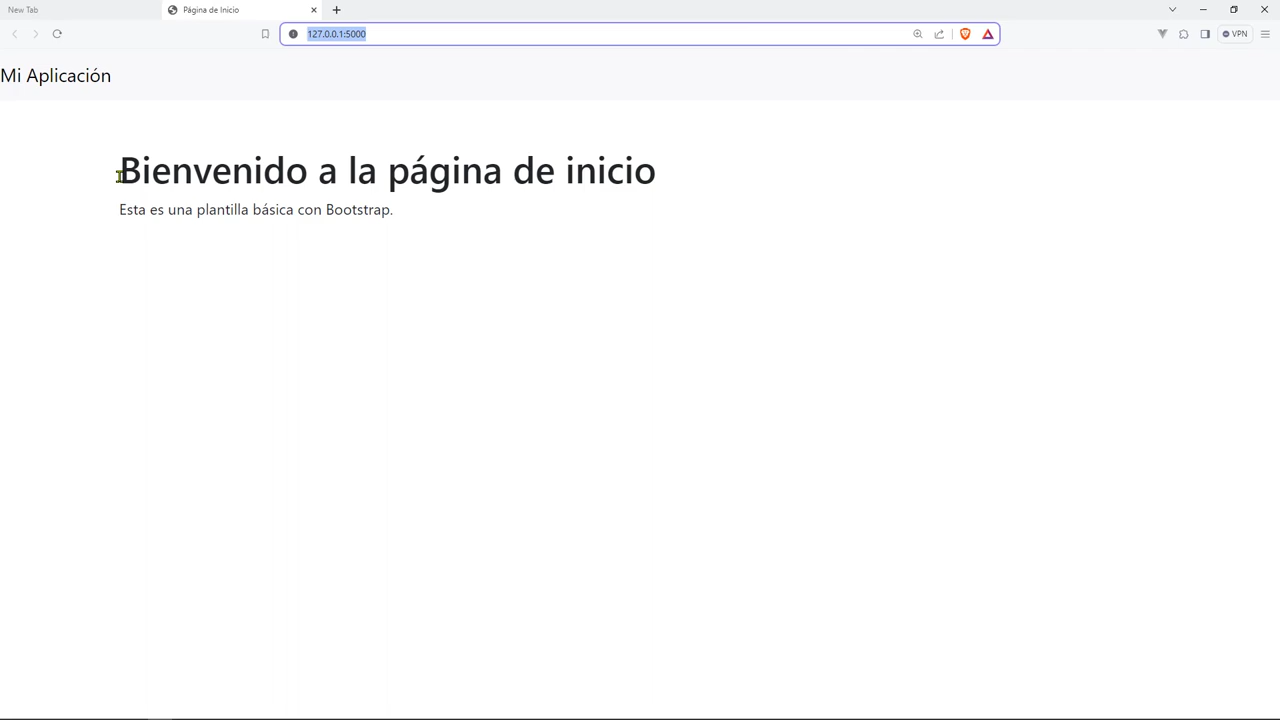 New Tab
Página de Inicio
127.0.0.1:5000
VPN
Mi Aplicación
Bienvenido a la página de inicio
Esta es una plantilla básica con Bootstrap.